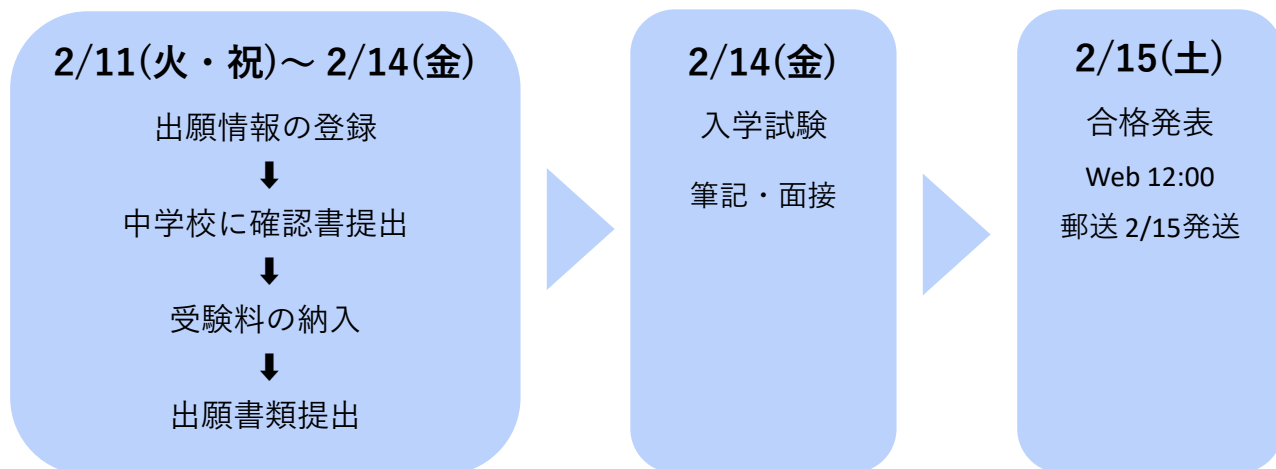 2/11(火・祝)～ 2/14(金)
出願情報の登録
⬇
中学校に確認書提出
⬇
受験料の納入
⬇
出願書類提出
2/14(金)
入学試験
筆記・面接
2/15(土)
合格発表
Web 12:00
郵送 2/15発送